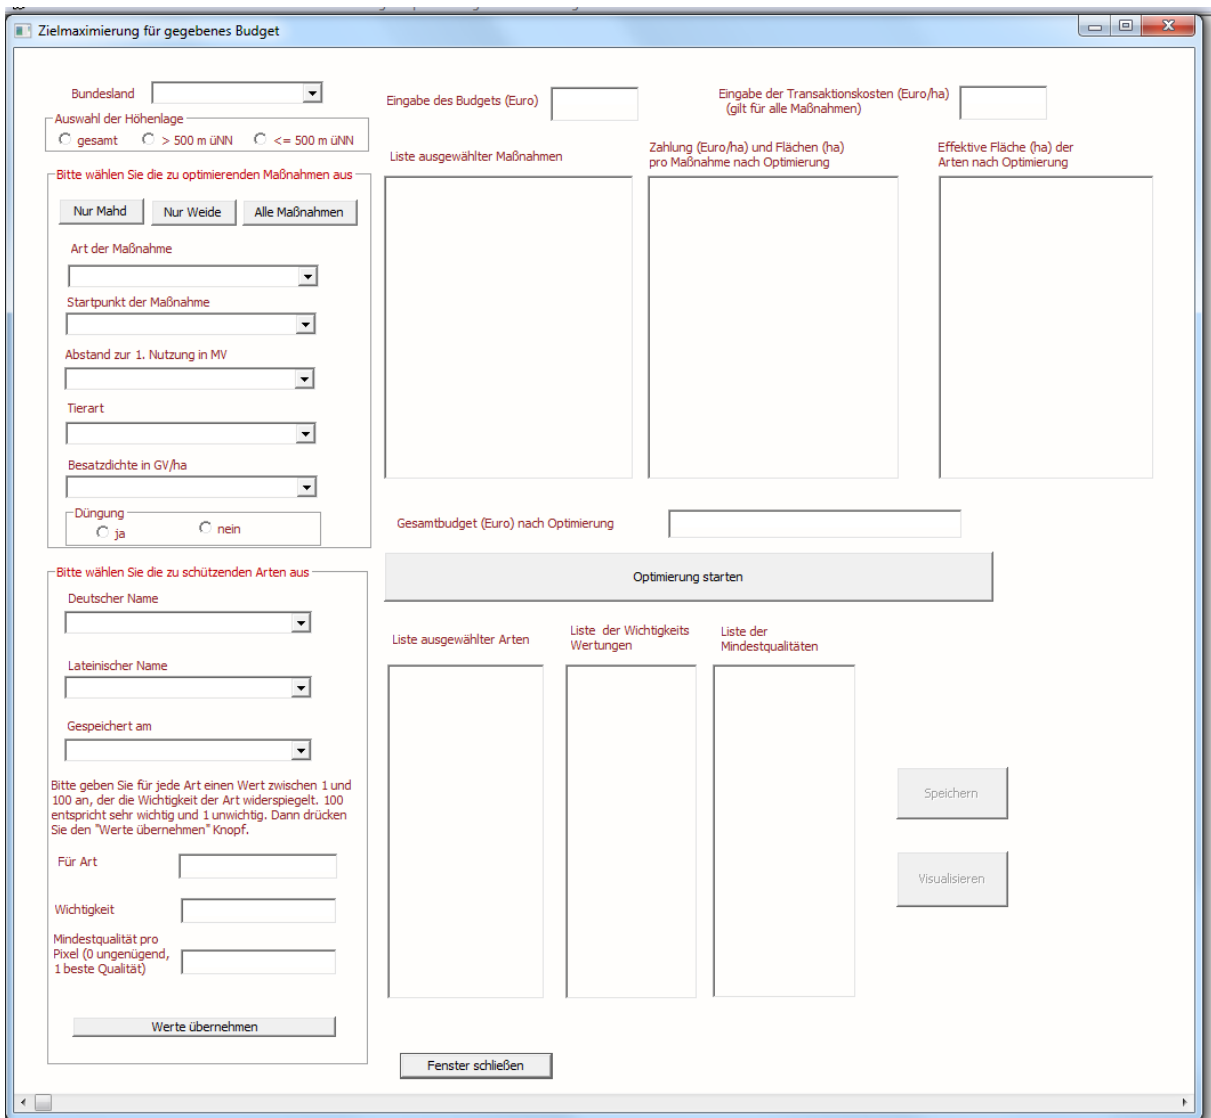 Zielmaximierung für gegebenes Budget
Bundesland
Auswahl der Höhenlage
gesamt
> 500 m üNN
<= 500 m üNN
Bitte wählen Sie die zu optimierenden Maßnahmen aus
Nur Mahd
Nur Weide
Alle Maßnahmen
Art der Maßnahme
Startpunkt der Maßnahme
Abstand zur 1. Nutzung in MV
Tierart
Besatzdichte in GV/ha
Düngung
ja
nein
Bitte wählen Sie die zu schützenden Arten aus
Deutscher Name
Lateinischer Name
Gespeichert am
Bitte geben Sie für jede Art einen Wert zwischen 1 und
100 an, der die Wichtigkeit der Art widerspiegelt. 100
entspricht sehr wichtig und 1 unwichtig. Dann drücken
Sie den "Werte übernehmen" Knopf.
Für Art
Wichtigkeit
Mindestqualität pro
Pixel (0 ungenügend,
1 beste Qualität)
Werte übernehmen
Eingabe des Budgets (Euro)
Eingabe der Transaktionskosten (Euro/ha)
(gilt für alle Maßnahmen)
Liste ausgewählter Maßnahmen
Zahlung (Euro/ha) und Flächen (ha)
pro Maßnahme nach Optimierung
Effektive Fläche (ha) der
Arten nach Optimierung
Gesamtbudget (Euro) nach Optimierung
Optimierung starten
Liste ausgewählter Arten
Liste der Wichtigkeits
Wertungen
Liste der
Mindestqualitäten
Speichern
Visualisieren
Fenster schließen